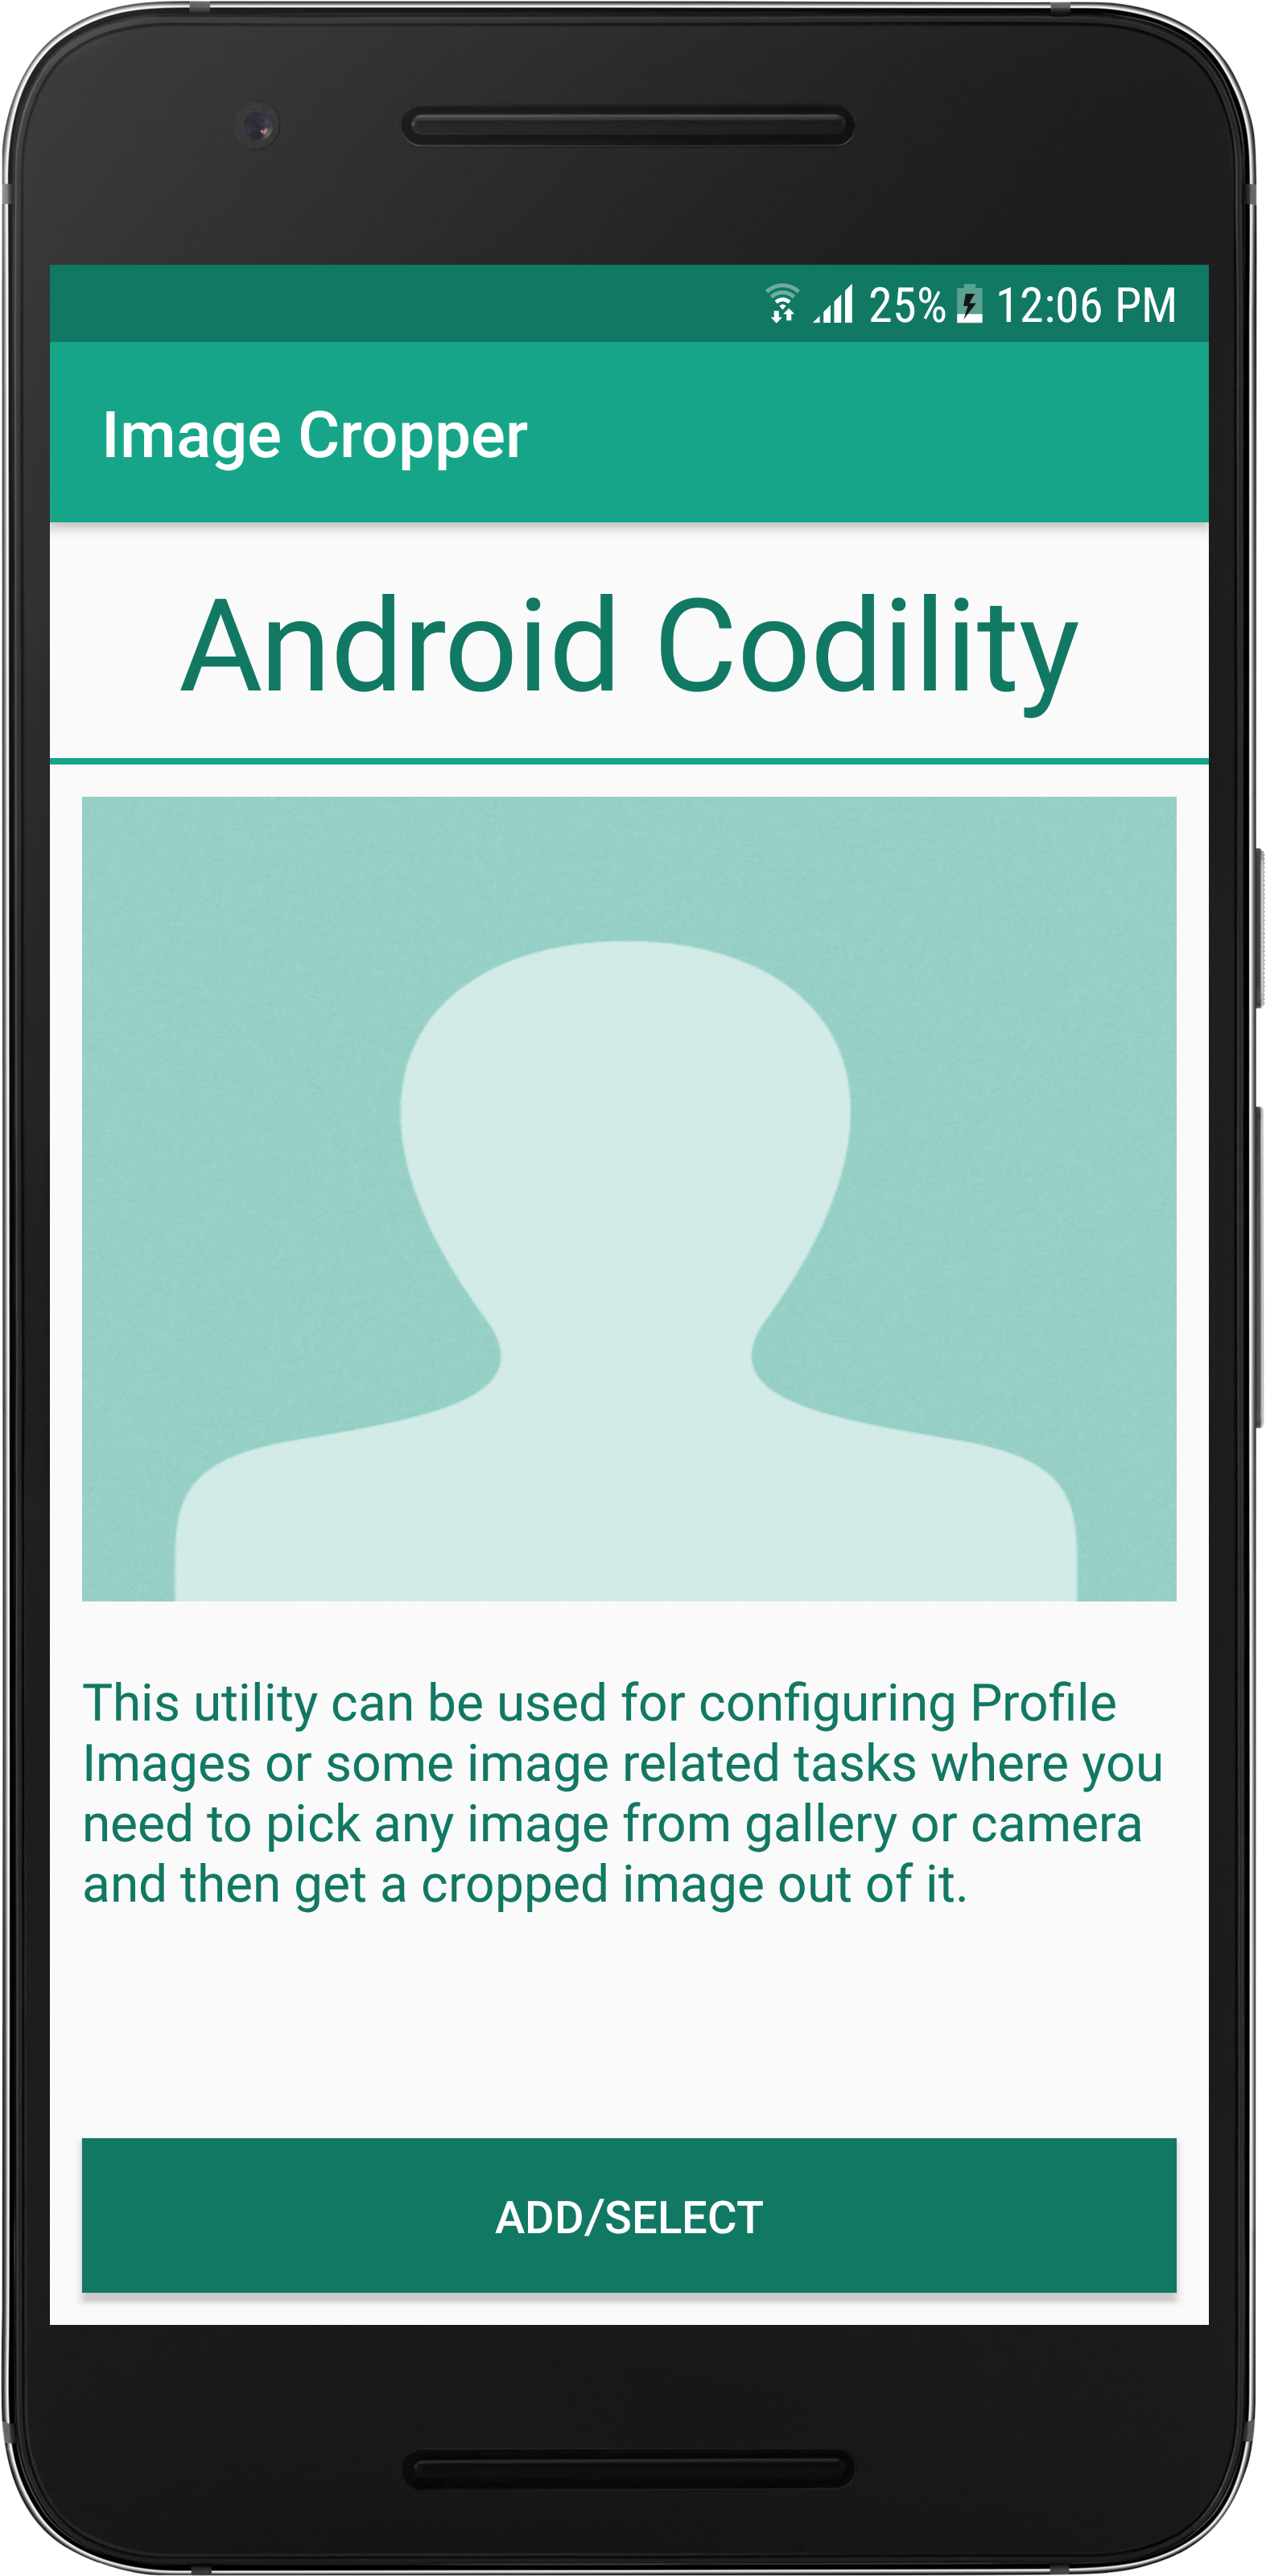 25% 12:06 PM
Image Cropper
Android Codility
This utility can be used for configuring Profile
Images or some image related tasks where you
need to pick any image from gallery or camera
and then get a cropped image out of it.
ADD/SELECT